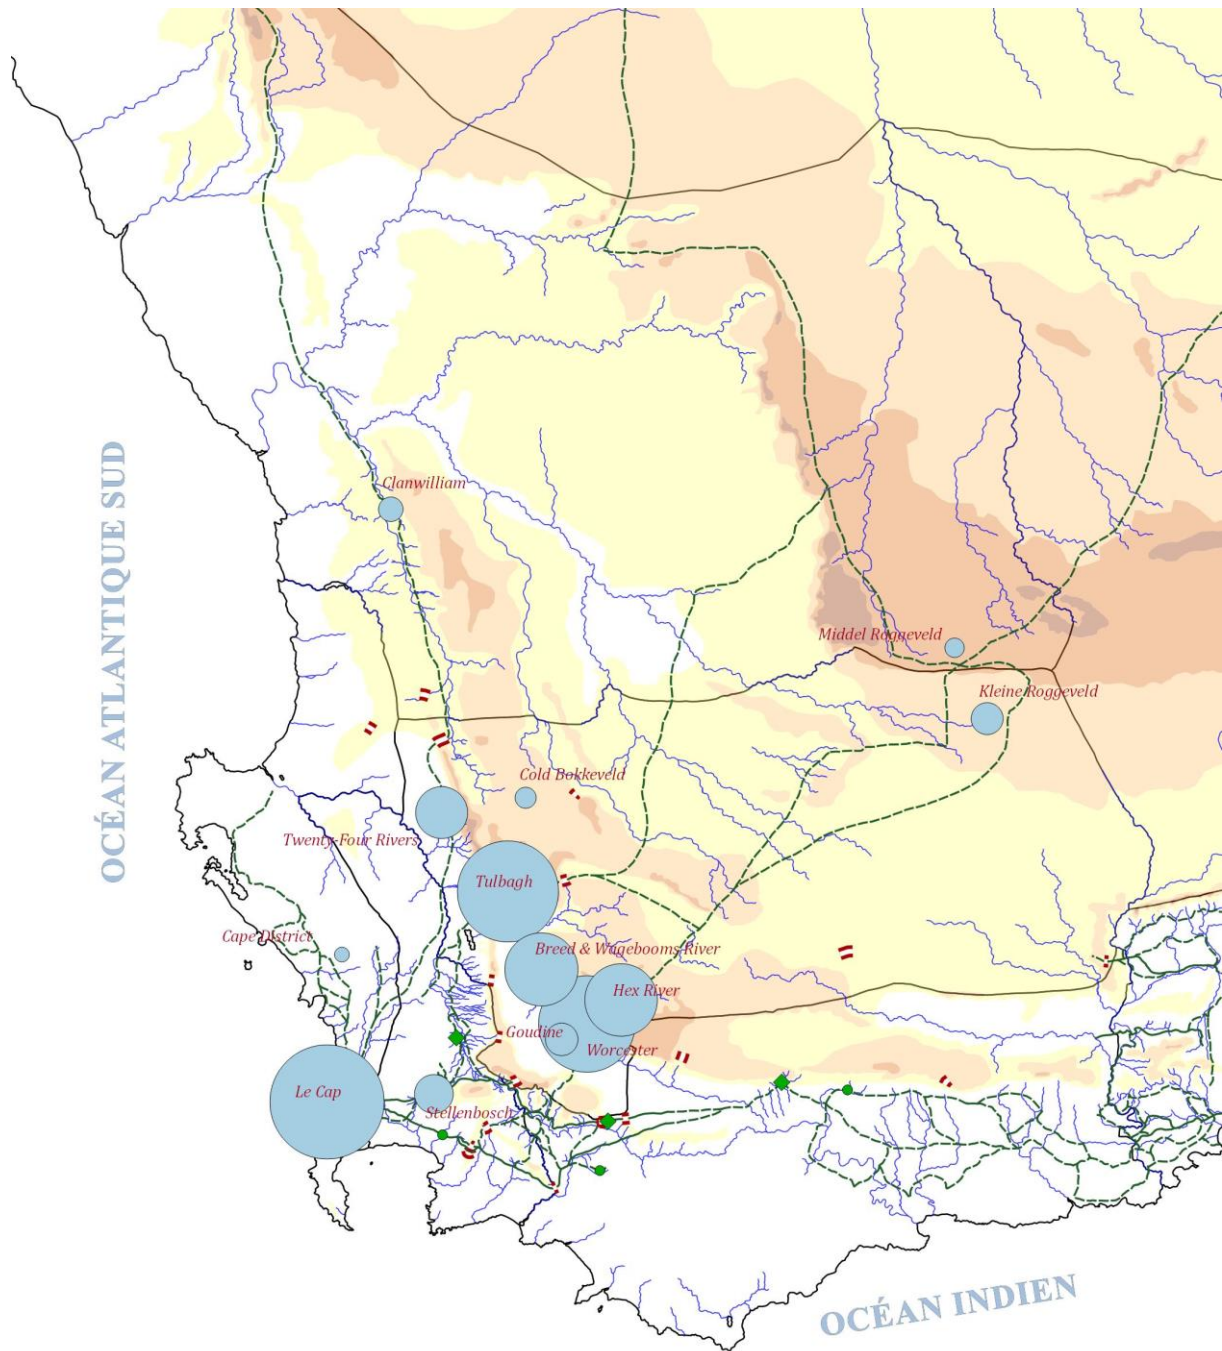 Clanwilliam
OCÉAN ATLANTIQUE SUD
Middel Roggeveld
Kleine Roggeveld
Cold Bokkeveld
Twenty-Four Rivers
Tulbagh
Cape District
Breed & Wagebooms River
Hex River
Goudine
Worcester
Le Cap
Stellenbosch
OCÉAN INDIEN